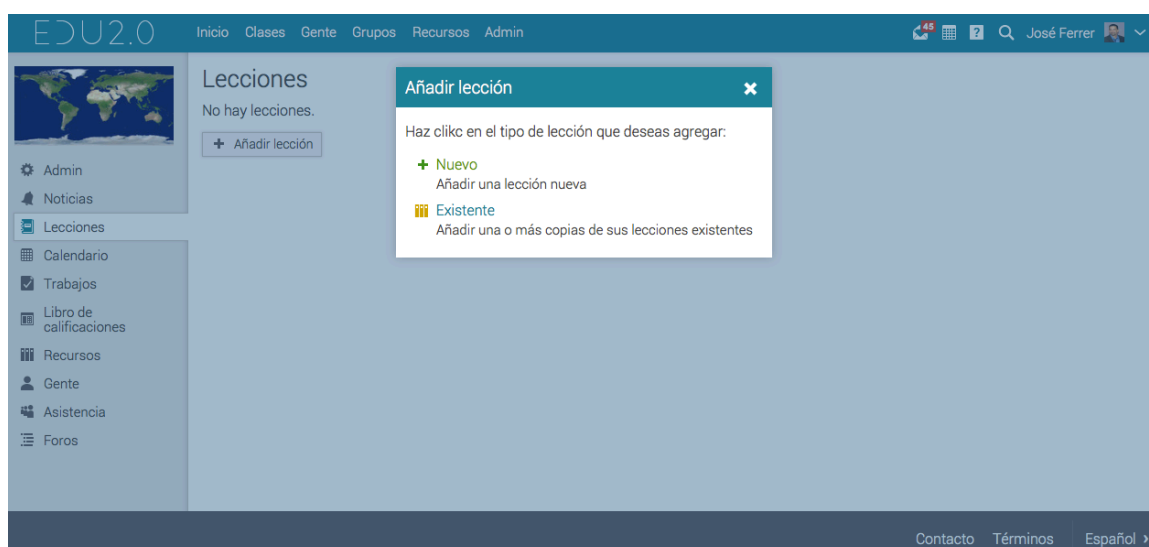 EDU2.0
Inicio Clases Gente Grupos Recursos Admin
45
?
José Ferrer
Lecciones
No hay lecciones.
+ Añadir lección
Admin
Noticias
Lecciones
Calendario
Trabajos
Libro de
calificaciones
Recursos
Gente
Asistencia
Foros
Añadir lección
Haz clikc en el tipo de lección que deseas agregar:
+ Nuevo
Añadir una lección nueva
Existente
Añadir una o más copias de sus lecciones existentes
Contacto Términos Español ›